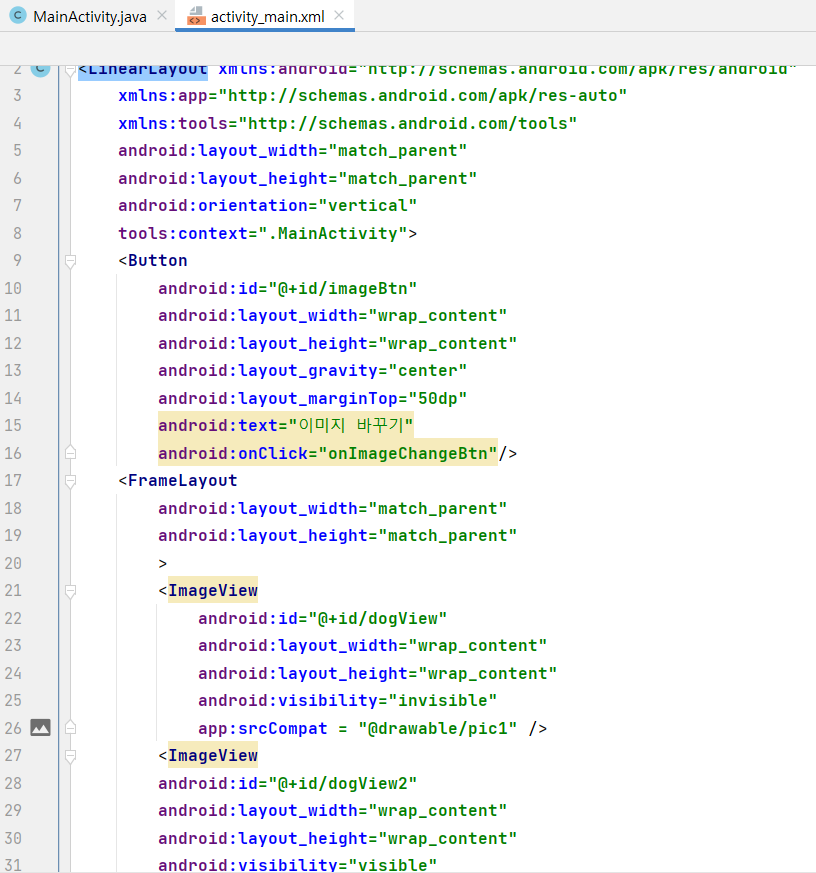 MainActivity.java
activity_main.xml
2 <LinearLayout xmlns:android="http://schemas.android.com/apk/res/android"
3 xmlns:app="http://schemas.android.com/apk/res-auto"
4 xmlns:tools="http://schemas.android.com/tools"
5 android:layout_width="match_parent"
6 android:layout_height="match_parent"
7 android:orientation="vertical"
8 tools:context=".MainActivity">
9 <Button
10 android:id="@+id/imageBtn"
11 android:layout_width="wrap_content"
12 android:layout_height="wrap_content"
13 android:layout_gravity="center"
14 android:layout_marginTop="50dp"
15 android:text="이미지 바꾸기"
16 android:onClick="onImageChangeBtn"/>
17 <FrameLayout
18 android:layout_width="match_parent"
19 android:layout_height="match_parent"
20 >
21 <ImageView
22 android:id="@+id/dogView"
23 android:layout_width="wrap_content"
24 android:layout_height="wrap_content"
25 android:visibility="invisible"
26 app:srcCompat = "@drawable/pic1" />
27 <ImageView
28 android:id="@+id/dogView2"
29 android:layout_width="wrap_content"
30 android:layout_height="wrap_content"
31 android:visibility="visible"